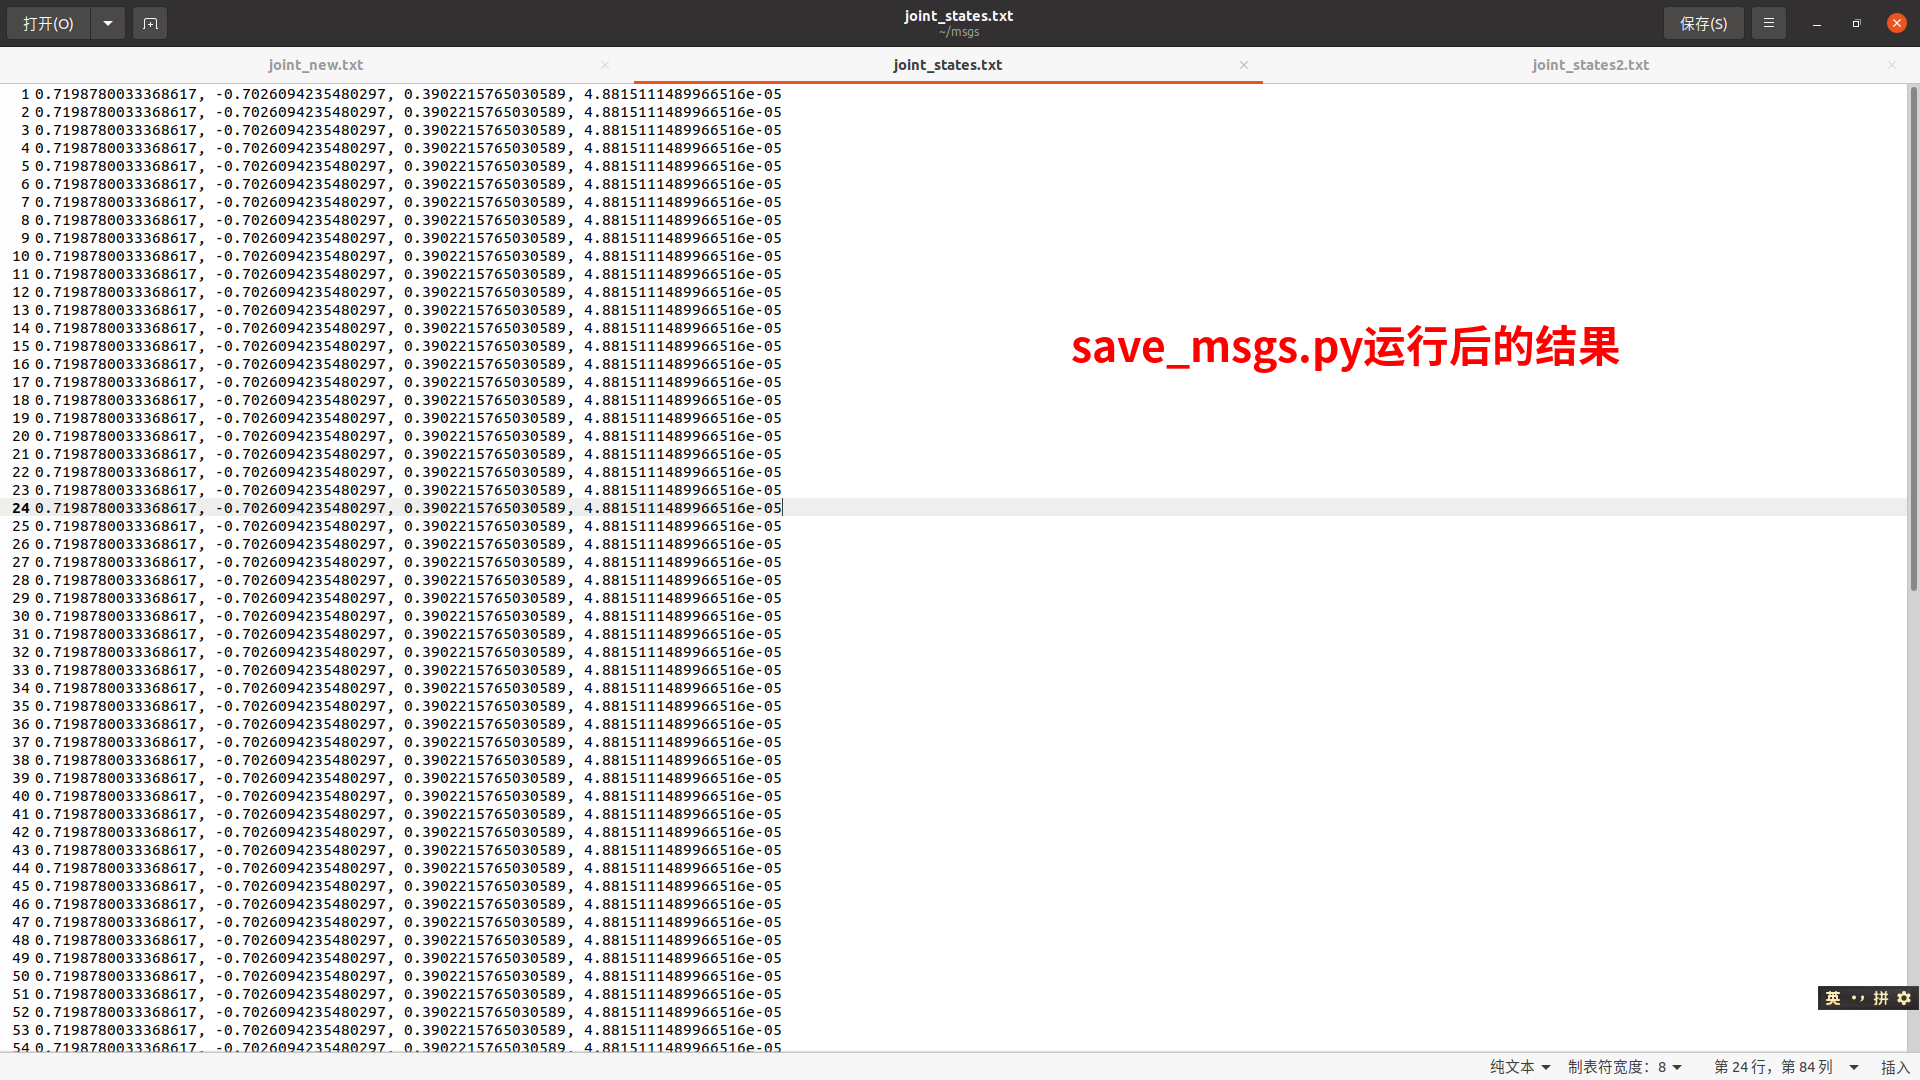 打开(O)
joint_states.txt
~/msgs
保存(S)
joint_new.txt
joint_states.txt
joint_states2.txt
1 0.7198780033368617, -0.7026094235480297, 0.3902215765030589, 4.8815111489966516e-05
2 0.7198780033368617, -0.7026094235480297, 0.3902215765030589, 4.8815111489966516e-05
3 0.7198780033368617, -0.7026094235480297, 0.3902215765030589, 4.8815111489966516e-05
4 0.7198780033368617, -0.7026094235480297, 0.3902215765030589, 4.8815111489966516e-05
5 0.7198780033368617, -0.7026094235480297, 0.3902215765030589, 4.8815111489966516e-05
6 0.7198780033368617, -0.7026094235480297, 0.3902215765030589, 4.8815111489966516e-05
7 0.7198780033368617, -0.7026094235480297, 0.3902215765030589, 4.8815111489966516e-05
8 0.7198780033368617, -0.7026094235480297, 0.3902215765030589, 4.8815111489966516e-05
9 0.7198780033368617, -0.7026094235480297, 0.3902215765030589, 4.8815111489966516e-05
10 0.7198780033368617, -0.7026094235480297, 0.3902215765030589, 4.8815111489966516e-05
11 0.7198780033368617, -0.7026094235480297, 0.3902215765030589, 4.8815111489966516e-05
12 0.7198780033368617, -0.7026094235480297, 0.3902215765030589, 4.8815111489966516e-05
13 0.7198780033368617, -0.7026094235480297, 0.3902215765030589, 4.8815111489966516e-05
14 0.7198780033368617, -0.7026094235480297, 0.3902215765030589, 4.8815111489966516e-05
15 0.7198780033368617, -0.7026094235480297, 0.3902215765030589, 4.8815111489966516e-05
save_msgs.py运行后的结果
16 0.7198780033368617, -0.7026094235480297, 0.3902215765030589, 4.8815111489966516e-05
17 0.7198780033368617, -0.7026094235480297, 0.3902215765030589, 4.8815111489966516e-05
18 0.7198780033368617, -0.7026094235480297, 0.3902215765030589, 4.8815111489966516e-05
19 0.7198780033368617, -0.7026094235480297, 0.3902215765030589, 4.8815111489966516e-05
20 0.7198780033368617, -0.7026094235480297, 0.3902215765030589, 4.8815111489966516e-05
21 0.7198780033368617, -0.7026094235480297, 0.3902215765030589, 4.8815111489966516e-05
22 0.7198780033368617, -0.7026094235480297, 0.3902215765030589, 4.8815111489966516e-05
23 0.7198780033368617, -0.7026094235480297, 0.3902215765030589, 4.8815111489966516e-05
24 0.7198780033368617, -0.7026094235480297, 0.3902215765030589, 4.8815111489966516e-05
25 0.7198780033368617, -0.7026094235480297, 0.3902215765030589, 4.8815111489966516e-05
26 0.7198780033368617, -0.7026094235480297, 0.3902215765030589, 4.8815111489966516e-05
27 0.7198780033368617, -0.7026094235480297, 0.3902215765030589, 4.8815111489966516e-05
28 0.7198780033368617, -0.7026094235480297, 0.3902215765030589, 4.8815111489966516e-05
29 0.7198780033368617, -0.7026094235480297, 0.3902215765030589, 4.8815111489966516e-05
30 0.7198780033368617, -0.7026094235480297, 0.3902215765030589, 4.8815111489966516e-05
31 0.7198780033368617, -0.7026094235480297, 0.3902215765030589, 4.8815111489966516e-05
32 0.7198780033368617, -0.7026094235480297, 0.3902215765030589, 4.8815111489966516e-05
33 0.7198780033368617, -0.7026094235480297, 0.3902215765030589, 4.8815111489966516e-05
34 0.7198780033368617, -0.7026094235480297, 0.3902215765030589, 4.8815111489966516e-05
35 0.7198780033368617, -0.7026094235480297, 0.3902215765030589, 4.8815111489966516e-05
36 0.7198780033368617, -0.7026094235480297, 0.3902215765030589, 4.8815111489966516e-05
37 0.7198780033368617, -0.7026094235480297, 0.3902215765030589, 4.8815111489966516e-05
38 0.7198780033368617, -0.7026094235480297, 0.3902215765030589, 4.8815111489966516e-05
39 0.7198780033368617, -0.7026094235480297, 0.3902215765030589, 4.8815111489966516e-05
40 0.7198780033368617, -0.7026094235480297, 0.3902215765030589, 4.8815111489966516e-05
41 0.7198780033368617, -0.7026094235480297, 0.3902215765030589, 4.8815111489966516e-05
42 0.7198780033368617, -0.7026094235480297, 0.3902215765030589, 4.8815111489966516e-05
43 0.7198780033368617, -0.7026094235480297, 0.3902215765030589, 4.8815111489966516e-05
44 0.7198780033368617, -0.7026094235480297, 0.3902215765030589, 4.8815111489966516e-05
45 0.7198780033368617, -0.7026094235480297, 0.3902215765030589, 4.8815111489966516e-05
46 0.7198780033368617, -0.7026094235480297, 0.3902215765030589, 4.8815111489966516e-05
47 0.7198780033368617, -0.7026094235480297, 0.3902215765030589, 4.8815111489966516e-05
48 0.7198780033368617, -0.7026094235480297, 0.3902215765030589, 4.8815111489966516e-05
49 0.7198780033368617, -0.7026094235480297, 0.3902215765030589, 4.8815111489966516e-05
50 0.7198780033368617, -0.7026094235480297, 0.3902215765030589, 4.8815111489966516e-05
51 0.7198780033368617, -0.7026094235480297, 0.3902215765030589, 4.8815111489966516e-05
英 •, 拼
52 0.7198780033368617, -0.7026094235480297, 0.3902215765030589, 4.8815111489966516e-05
53 0.7198780033368617, -0.7026094235480297, 0.3902215765030589, 4.8815111489966516e-05
54 0.7198780033368617, -0.7026094235480297, 0.3902215765030589, 4.8815111489966516e-05
纯文本 制表符宽度：8 第 24 行，第 84 列 插入